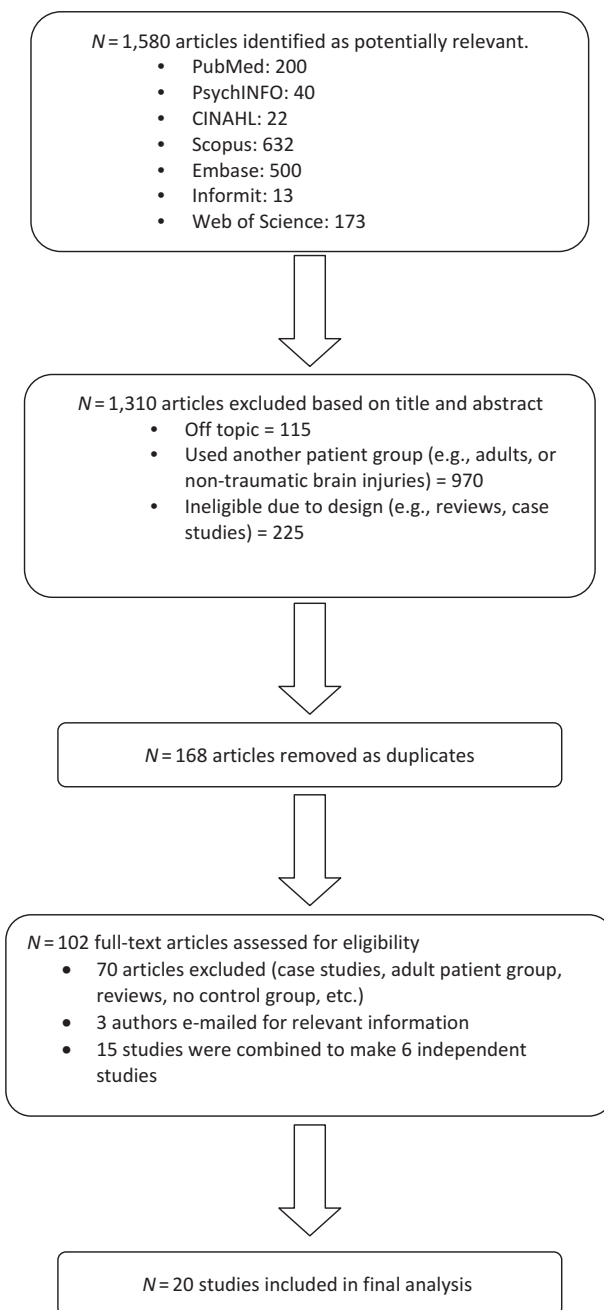 N = 1,580 articles identified as potentially relevant.
• PubMed: 200
• PsychINFO: 40
• CINAHL: 22
• Scopus: 632
• Embase: 500
• Informit: 13
• Web of Science: 173
N = 1,310 articles excluded based on title and abstract
• Off topic = 115
• Used another patient group (e.g., adults, or
non-traumatic brain injuries) = 970
• Ineligible due to design (e.g., reviews, case
studies) = 225
N = 168 articles removed as duplicates
N = 102 full-text articles assessed for eligibility
• 70 articles excluded (case studies, adult patient group,
reviews, no control group, etc.)
• 3 authors e-mailed for relevant information
• 15 studies were combined to make 6 independent
studies
N = 20 studies included in final analysis